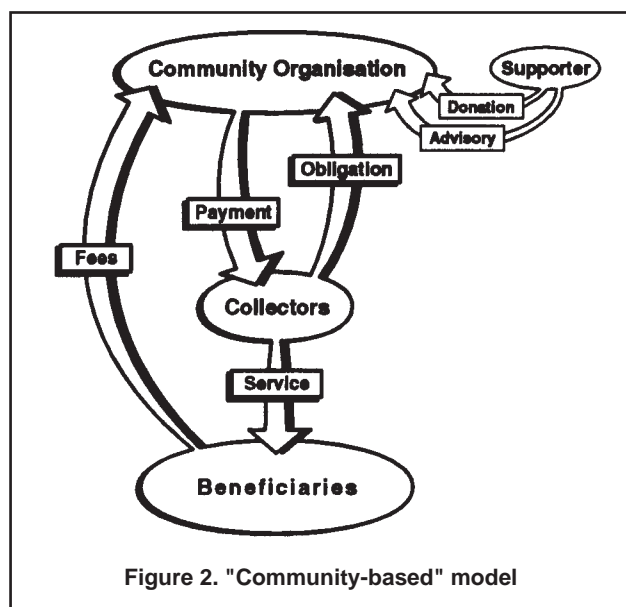 Community Organisation
Supporter
Donation
Advisory
Obligation
Payment
Fees
Collectors
Service
Beneficiaries
Figure 2. "Community-based" model